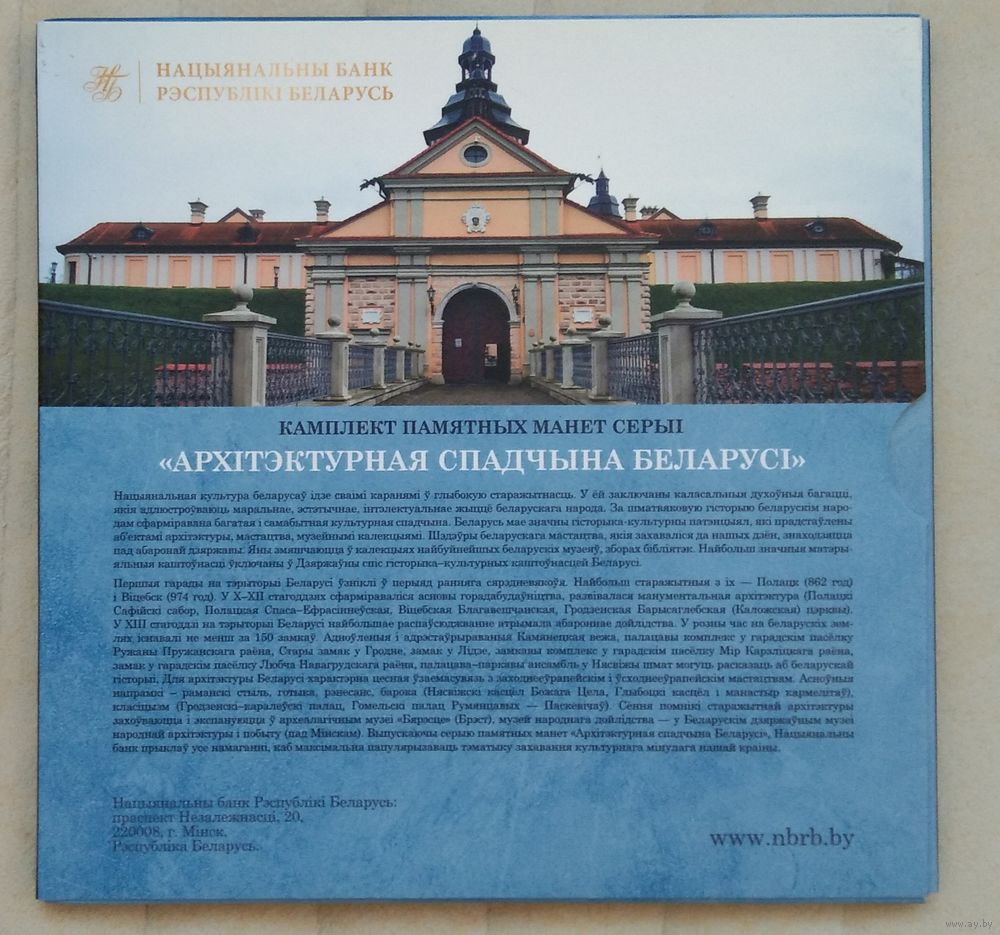 НАЦЫЯНАЛЬНЫ БАНК
РЭСПУБЛІКІ БЕЛАРУСЬ
КАМПЛЕКТ ПАМЯТНЫХ МАНЕТ СЕРЫІ
«АРХІТЭКТУРНАЯ СПАДЧЫНА БЕЛАРУСІ»
Нацыянальная культура беларусаў ідзе сваімі каранямі ў глыбокую старажытнасць. У ёй заключаны каласальныя духоўныя багацці,
якія адлюстроўваюць маральнае, эстэтычнае, інтэлектуальнае жыццё беларускага народа. За шматвяковую гісторыю беларускім наро-
дам сфарміравана багатая і самабытная культурная спадчына. Беларусь мае значны гісторыка-культурны патэнцыял, які прадстаўлены
аб'ектамі архітэктуры, мастацтва, музейнымі калекцыямі. Шэдэўры беларускага мастацтва, якія захаваліся да нашых дзён, знаходзяцца
пад абаронай дзяржавы. Яны змяшчаюцца ў калекцыях найбуйнейшых беларускіх музеяў, зборах бібліятэк. Найбольш значныя матэры-
яльныя каштоўнасці ўключаны ў Дзяржаўны спіс гісторыка-культурных каштоўнасцей Беларусі.
Першыя гарады на тэрыторыі Беларусі ўзніклі ў перыяд ранняга сярэдневякоўя. Найбольш старажытныя з іх — Полацк (862 год)
і Віцебск (974 год). У X–XII стагоддзях сфарміраваліся асновы горадабудаўніцтва, развівалася манументальная архітэктура (Полацкі
Сафійскі сабор, Полацкая Спаса-Ефрасіннеўская, Віцебская Благавешчанская, Гродзенская Барысаглебская (Каложская) цэрквы).
У XIII стагоддзі на тэрыторыі Беларусі найбольшае распаўсюджванне атрымала абароннае дойлідства. У розны час на беларускіх зем-
лях існавалі не менш за 150 замкаў. Адноўленыя і адрэстаўрыраваныя Камянецкая вежа, палацавы комплекс у гарадскім пасёлку
Ружаны Пружанскага раёна, Стары замак у Гродне, замак у Лідзе, замкавы комплекс у гарадскім пасёлку Мір Карэліцкага раёна,
замак у гарадскім пасёлку Любча Навагрудскага раёна, палацава-паркавы ансамбль у Нясвіжы шмат могуць расказаць аб беларускай
гісторыі. Для архітэктуры Беларусі характэрна цесная ўзаемасувязь з заходнееўрапейскім і ўсходнееўрапейскім мастацтвам. Асноўныя
напрамкі – раманскі стыль, готыка, рэнесанс, барока (Нясвіжскі касцёл Божага Цела, Глыбоцкі касцёл і манастыр кармелітаў),
класіцызм (Гродзенскі-каралеўскі палац, Гомельскі палац Румянцавых — Паскевічаў). Сёння помнікі старажытнай архітэктуры
захоўваюцца і экспануюцца ў археалагічным музеі «Бярэсце» (Брэст), музей народнага дойлідства — у Беларускім дзяржаўным музеі
народнай архітэктуры і побыту (пад Мінскам). Выпускаючы серыю памятных манет «Архітэктурная спадчына Беларусі», Нацыянальны
банк прыклаў усе намаганні, каб максімальна папулярызаваць тэматыку захавання культурнага мінулага нашай краіны.
Нацыянальны банк Рэспублікі Беларусь:
праспект Незалежнасці, 20,
220008, г. Мінск,
Рэспубліка Беларусь.
www.nbrb.by
www.ay.by